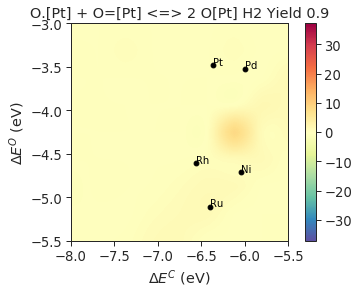 O.[Pt] + O=[Pt] <=> 2 O[Pt] H2 Yield 0.9
−3.0
−3.5
−4.0
−4.5
−5.0
−5.5
ΔE^O (eV)
Pt
Pd
Rh
Ni
Ru
−8.0 −7.5 −7.0 −6.5 −6.0 −5.5
ΔE^C (eV)
30
20
10
0
−10
−20
−30